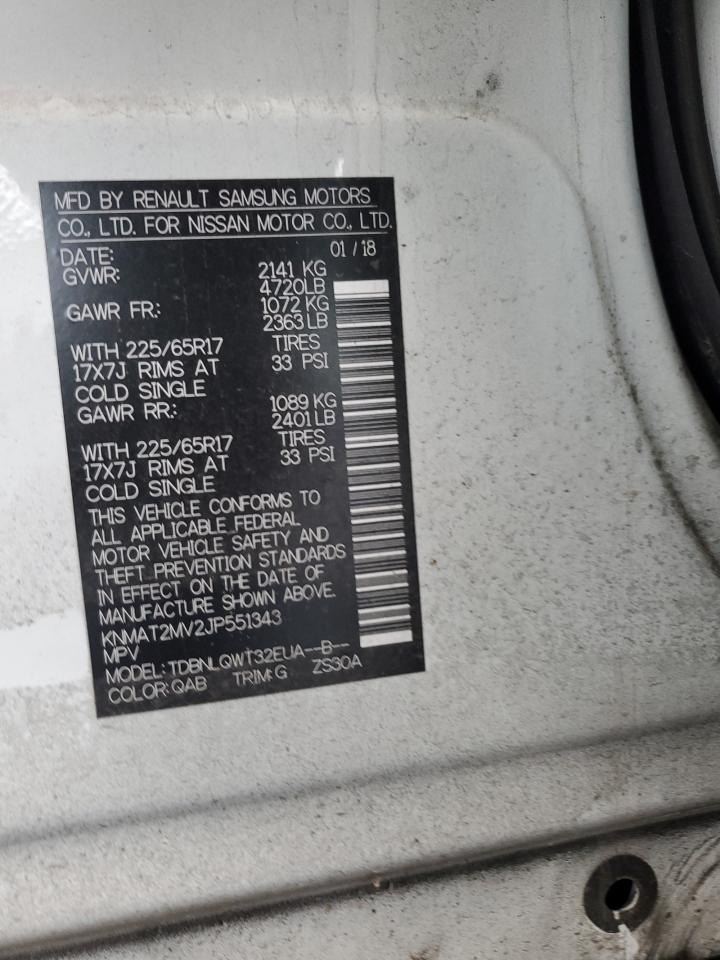 MFD BY RENAULT SAMSUNG MOTORS
CO., LTD. FOR NISSAN MOTOR CO., LTD.
DATE: 01 / 18
GVWR: 2141 KG
4720LB
GAWR FR.: 1072 KG
2363 LB
WITH 225/65R17 TIRES
17X7J RIMS AT 33 PSI
COLD SINGLE
GAWR RR.: 1089 KG
2401 LB
WITH 225/65R17 TIRES
17X7J RIMS AT 33 PSI
COLD SINGLE
THIS VEHICLE CONFORMS TO
ALL APPLICABLE FEDERAL
MOTOR VEHICLE SAFETY AND
THEFT PREVENTION STANDARDS
IN EFFECT ON THE DATE OF
MANUFACTURE SHOWN ABOVE.
KNMAT2MV2JP551343
MPV
MODEL: TDBNLQWT32EUA--B--
COLOR: QAB TRIM: G ZS30A